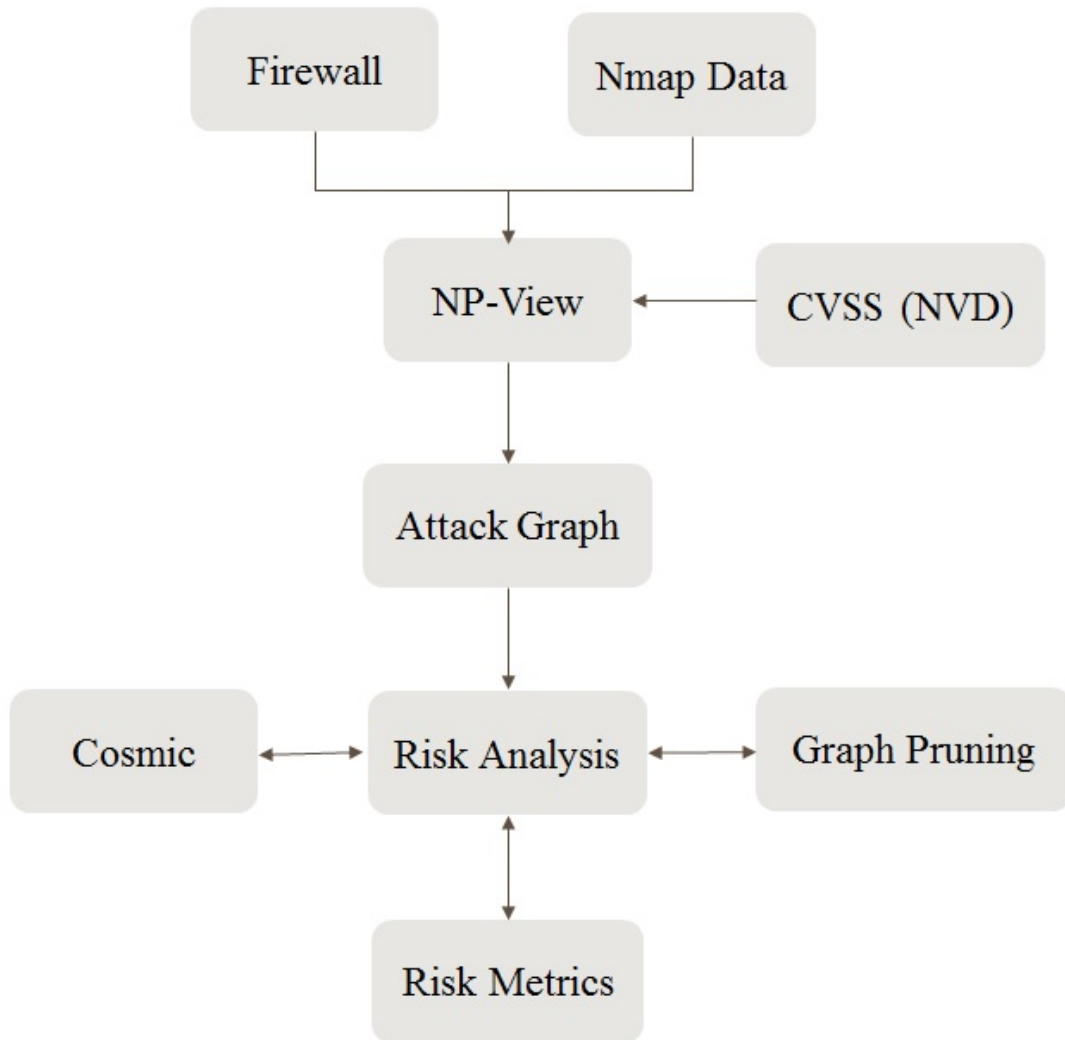 Firewall
Nmap Data
NP-View
CVSS (NVD)
Attack Graph
Cosmic
Risk Analysis
Graph Pruning
Risk Metrics